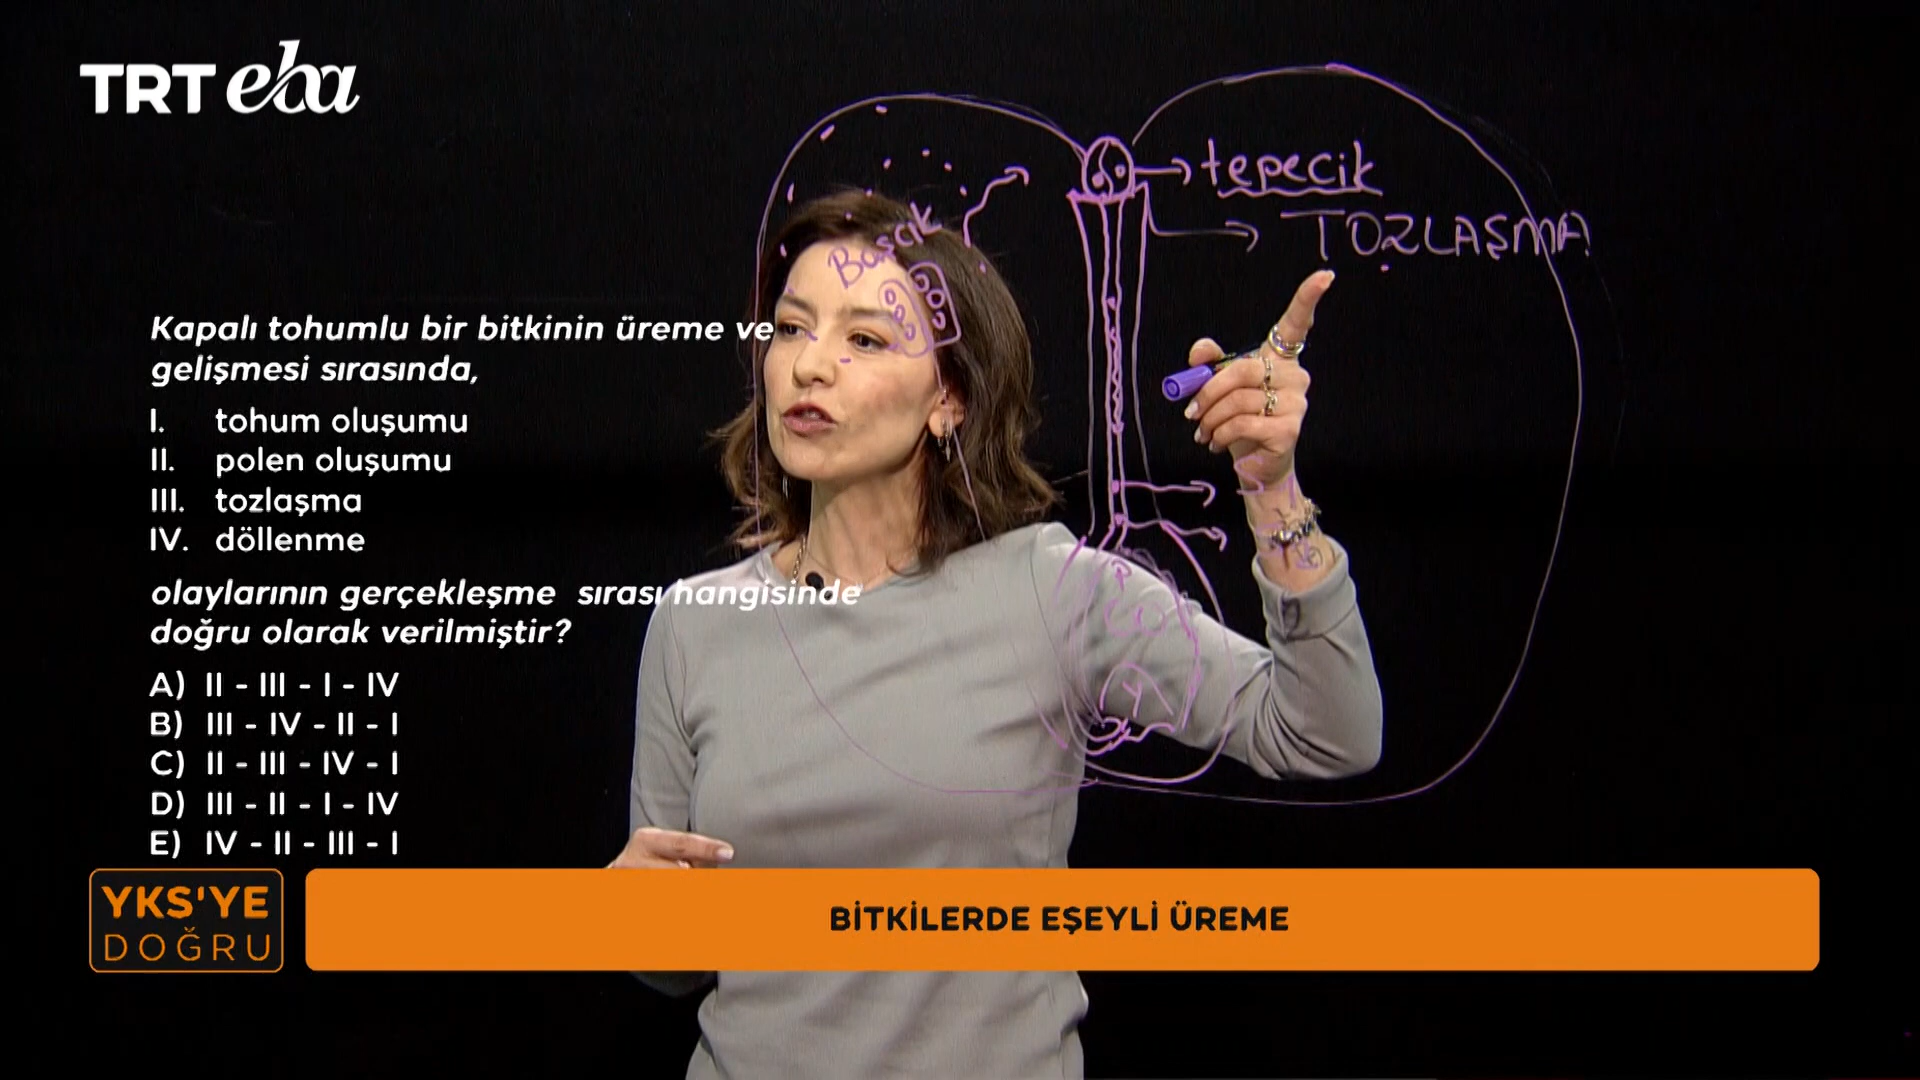 TRT eba
tepecik
TOZLAŞMA
Başcık
Kapalı tohumlu bir bitkinin üreme ve
gelişmesi sırasında,
I. tohum oluşumu
II. polen oluşumu
III. tozlaşma
IV. döllenme
olaylarının gerçekleşme sırası hangisinde
doğru olarak verilmiştir?
A) II - III - I - IV
B) III - IV - II - I
C) II - III - IV - I
D) III - II - I - IV
E) IV - II - III - I
YKS'YE
DOĞRU
BİTKİLERDE EŞEYLİ ÜREME